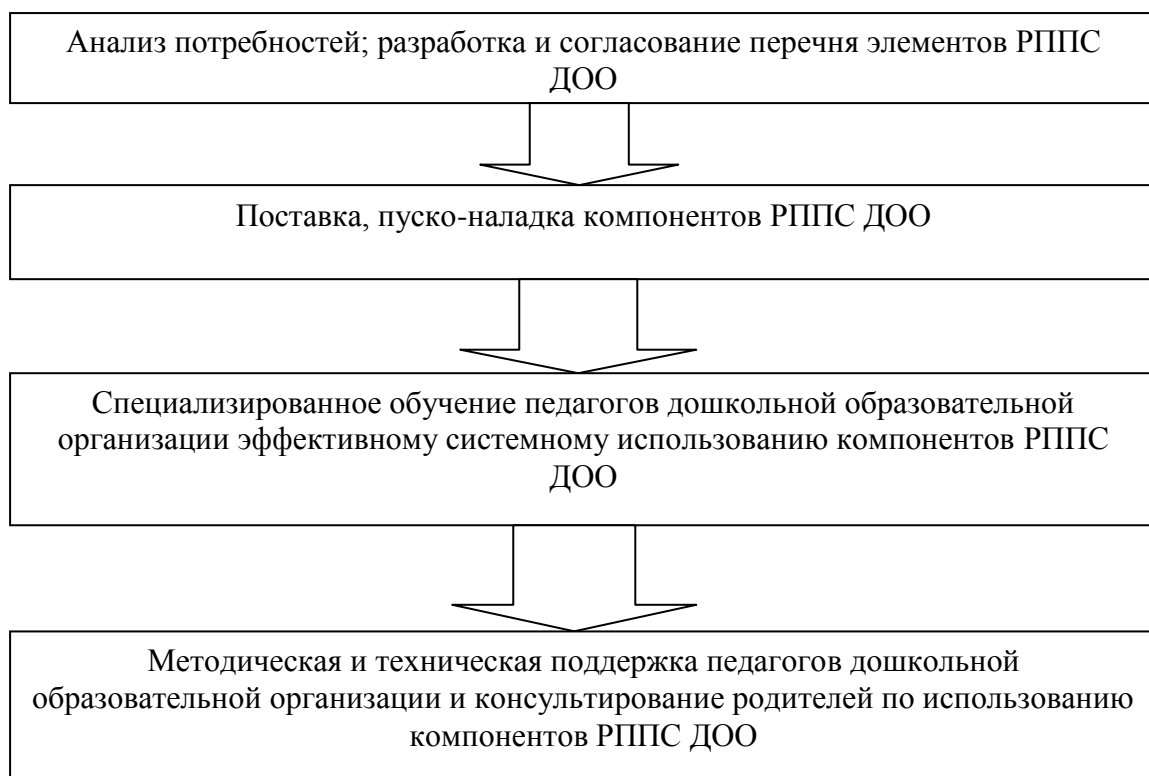 Анализ потребностей; разработка и согласование перечня элементов РППС
ДОО
Поставка, пуско-наладка компонентов РППС ДОО
Специализированное обучение педагогов дошкольной образовательной
организации эффективному системному использованию компонентов РППС
ДОО
Методическая и техническая поддержка педагогов дошкольной
образовательной организации и консультирование родителей по использованию
компонентов РППС ДОО